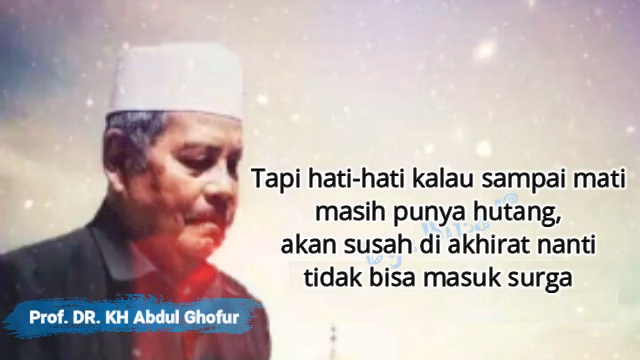 Tapi hati-hati kalau sampai mati
masih punya hutang,
akan susah di akhirat nanti
tidak bisa masuk surga
Prof. DR. KH Abdul Ghofur